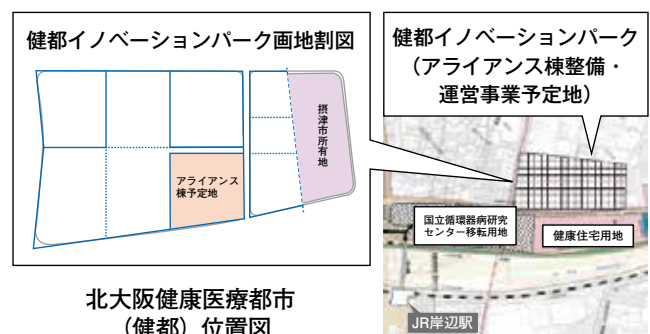 健都イノベーションパーク画地割図
摂津市所有地
アライアンス
棟予定地
北大阪健康医療都市
（健都）位置図
健都イノベーションパーク
（アライアンス棟整備・
運営事業予定地）
国立循環器病研究
センター移転用地
健康住宅用地
JR岸辺駅